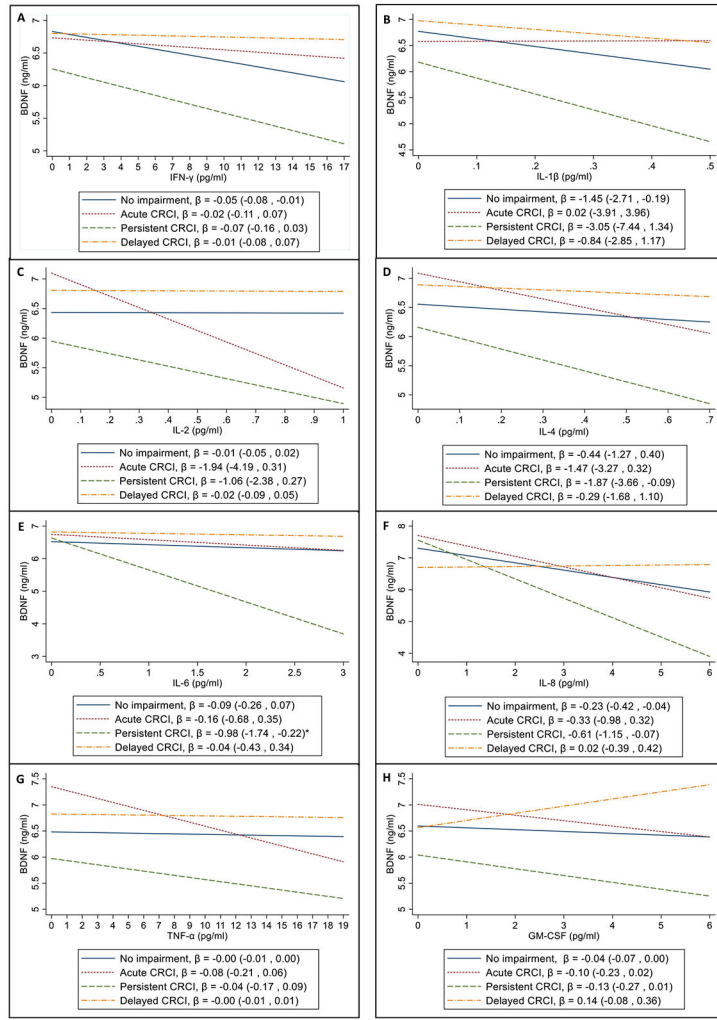 A
BDNF (ng/ml)
7
6.5
6
5.5
5
0 1 2 3 4 5 6 7 8 9 10 11 12 13 14 15 16 17
IFN-γ (pg/ml)
No impairment, β = -0.05 (-0.08 , -0.01)
Acute CRCI, β = -0.02 (-0.11 , 0.07)
Persistent CRCI, β = -0.07 (-0.16 , 0.03)
Delayed CRCI, β = -0.01 (-0.08 , 0.07)
B
BDNF (ng/ml)
7
6.5
6
5.5
5
4.5
0 .1 .2 .3 .4 .5
IL-1β (pg/ml)
No impairment, β = -1.45 (-2.71 , -0.19)
Acute CRCI, β = 0.02 (-3.91 , 3.96)
Persistent CRCI, β = -3.05 (-7.44 , 1.34)
Delayed CRCI, β = -0.84 (-2.85 , 1.17)
C
BDNF (ng/ml)
7
6.5
6
5.5
5
0 .1 .2 .3 .4 .5 .6 .7 .8 .9 1
IL-2 (pg/ml)
No impairment, β = -0.01 (-0.05 , 0.02)
Acute CRCI, β = -1.94 (-4.19 , 0.31)
Persistent CRCI, β = -1.06 (-2.38 , 0.27)
Delayed CRCI, β = -0.02 (-0.09 , 0.05)
D
BDNF (ng/ml)
7
6.5
6
5.5
5
0 .1 .2 .3 .4 .5 .6 .7
IL-4 (pg/ml)
No impairment, β = -0.44 (-1.27 , 0.40)
Acute CRCI, β = -1.47 (-3.27 , 0.32)
Persistent CRCI, β = -1.87 (-3.66 , -0.09)
Delayed CRCI, β = -0.29 (-1.68 , 1.10)
E
BDNF (ng/ml)
7
6
5
4
3
0 .5 1 1.5 2 2.5 3
IL-6 (pg/ml)
No impairment, β = -0.09 (-0.26 , 0.07)
Acute CRCI, β = -0.16 (-0.68 , 0.35)
Persistent CRCI, β = -0.98 (-1.74 , -0.22)*
Delayed CRCI, β = -0.04 (-0.43 , 0.34)
F
BDNF (ng/ml)
8
7
6
5
4
0 1 2 3 4 5 6
IL-8 (pg/ml)
No impairment, β = -0.23 (-0.42 , -0.04)
Acute CRCI, β = -0.33 (-0.98 , 0.32)
Persistent CRCI, -0.61 (-1.15 , -0.07)
Delayed CRCI, β = 0.02 (-0.39 , 0.42)
G
BDNF (ng/ml)
7.5
7
6.5
6
5.5
5
0 1 2 3 4 5 6 7 8 9 10 11 12 13 14 15 16 17 18 19
TNF-α (pg/ml)
No impairment, β = -0.00 (-0.01 , 0.00)
Acute CRCI, β = -0.08 (-0.21 , 0.06)
Persistent CRCI, β = -0.04 (-0.17 , 0.09)
Delayed CRCI, β = -0.00 (-0.01 , 0.01)
H
BDNF (ng/ml)
7.5
7
6.5
6
5.5
5
0 1 2 3 4 5 6
GM-CSF (pg/ml)
No impairment, β = -0.04 (-0.07 , 0.00)
Acute CRCI, β = -0.10 (-0.23 , 0.02)
Persistent CRCI, β = -0.13 (-0.27 , 0.01)
Delayed CRCI, β = 0.14 (-0.08 , 0.36)